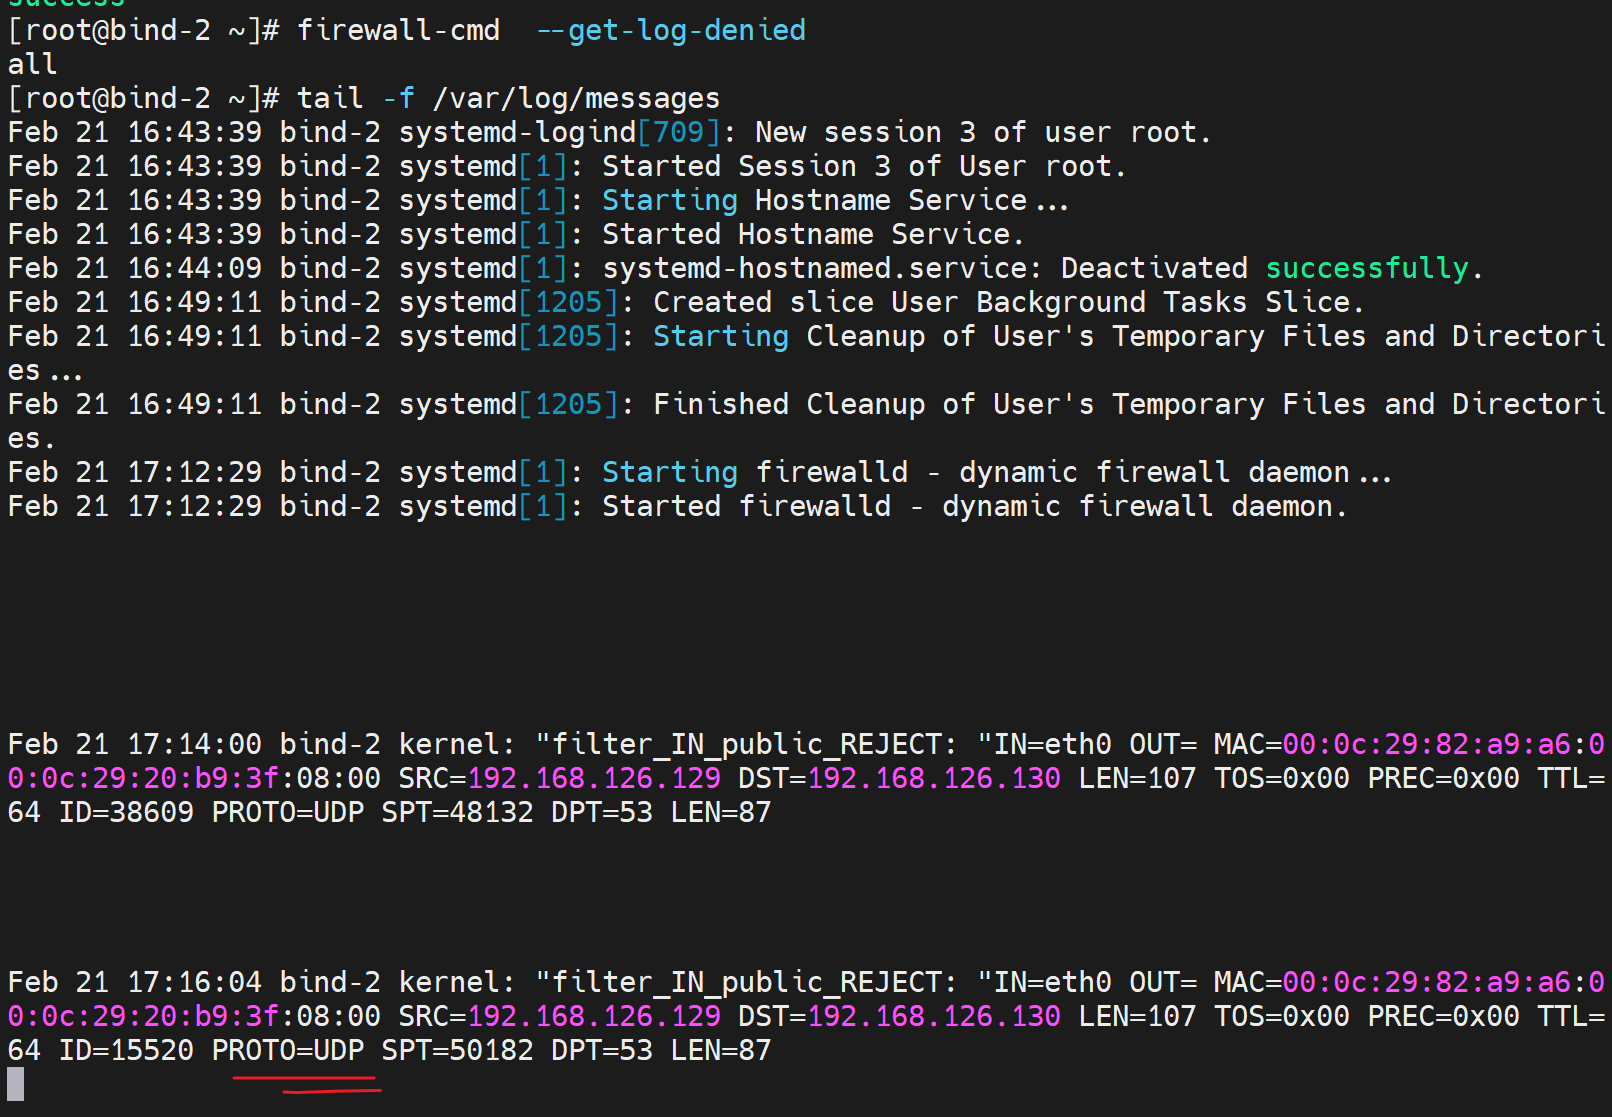 success
[root@bind-2 ~]# firewall-cmd  --get-log-denied
all
[root@bind-2 ~]# tail -f /var/log/messages
Feb 21 16:43:39 bind-2 systemd-logind[709]: New session 3 of user root.
Feb 21 16:43:39 bind-2 systemd[1]: Started Session 3 of User root.
Feb 21 16:43:39 bind-2 systemd[1]: Starting Hostname Service...
Feb 21 16:43:39 bind-2 systemd[1]: Started Hostname Service.
Feb 21 16:44:09 bind-2 systemd[1]: systemd-hostnamed.service: Deactivated successfully.
Feb 21 16:49:11 bind-2 systemd[1205]: Created slice User Background Tasks Slice.
Feb 21 16:49:11 bind-2 systemd[1205]: Starting Cleanup of User's Temporary Files and Directori
es...
Feb 21 16:49:11 bind-2 systemd[1205]: Finished Cleanup of User's Temporary Files and Directori
es.
Feb 21 17:12:29 bind-2 systemd[1]: Starting firewalld - dynamic firewall daemon...
Feb 21 17:12:29 bind-2 systemd[1]: Started firewalld - dynamic firewall daemon.
Feb 21 17:14:00 bind-2 kernel: "filter_IN_public_REJECT: "IN=eth0 OUT= MAC=00:0c:29:82:a9:a6:0
0:0c:29:20:b9:3f:08:00 SRC=192.168.126.129 DST=192.168.126.130 LEN=107 TOS=0x00 PREC=0x00 TTL=
64 ID=38609 PROTO=UDP SPT=48132 DPT=53 LEN=87
Feb 21 17:16:04 bind-2 kernel: "filter_IN_public_REJECT: "IN=eth0 OUT= MAC=00:0c:29:82:a9:a6:0
0:0c:29:20:b9:3f:08:00 SRC=192.168.126.129 DST=192.168.126.130 LEN=107 TOS=0x00 PREC=0x00 TTL=
64 ID=15520 PROTO=UDP SPT=50182 DPT=53 LEN=87